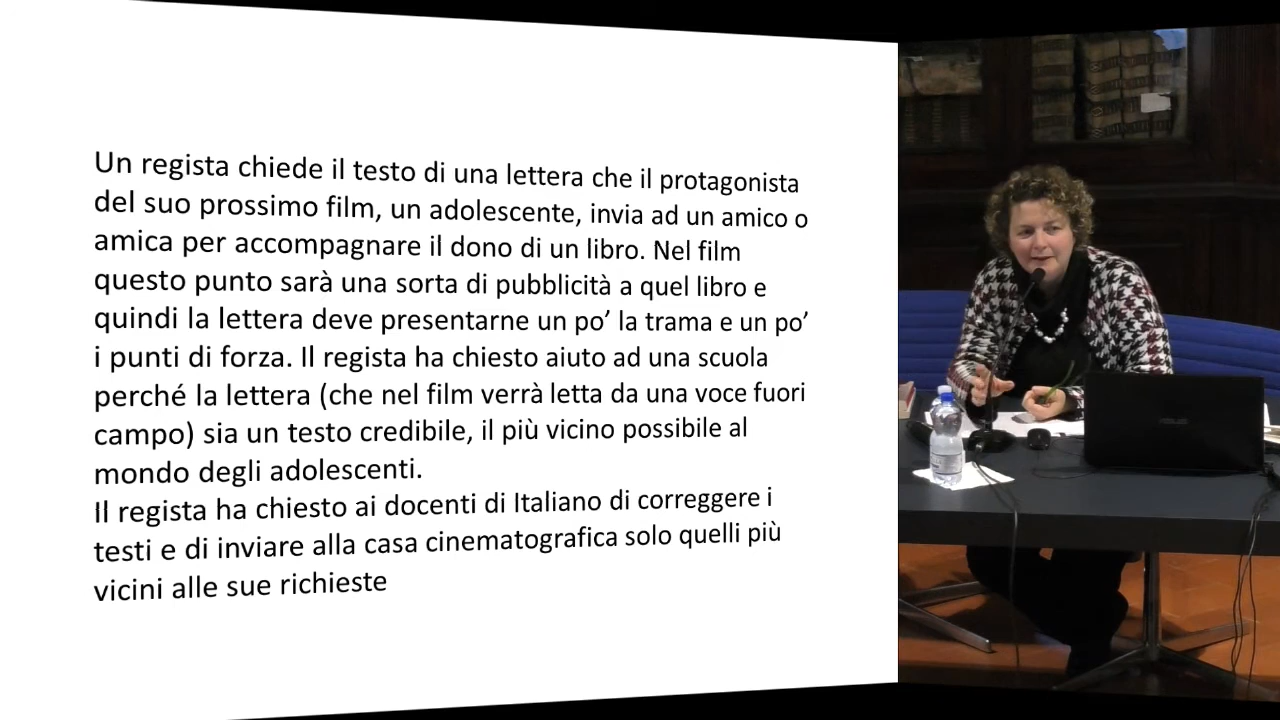 Un regista chiede il testo di una lettera che il protagonista
del suo prossimo film, un adolescente, invia ad un amico o
amica per accompagnare il dono di un libro. Nel film
questo punto sarà una sorta di pubblicità a quel libro e
quindi la lettera deve presentarne un po’ la trama e un po’
i punti di forza. Il regista ha chiesto aiuto ad una scuola
perché la lettera (che nel film verrà letta da una voce fuori
campo) sia un testo credibile, il più vicino possibile al
mondo degli adolescenti.
Il regista ha chiesto ai docenti di Italiano di correggere i
testi e di inviare alla casa cinematografica solo quelli più
vicini alle sue richieste
ASUS